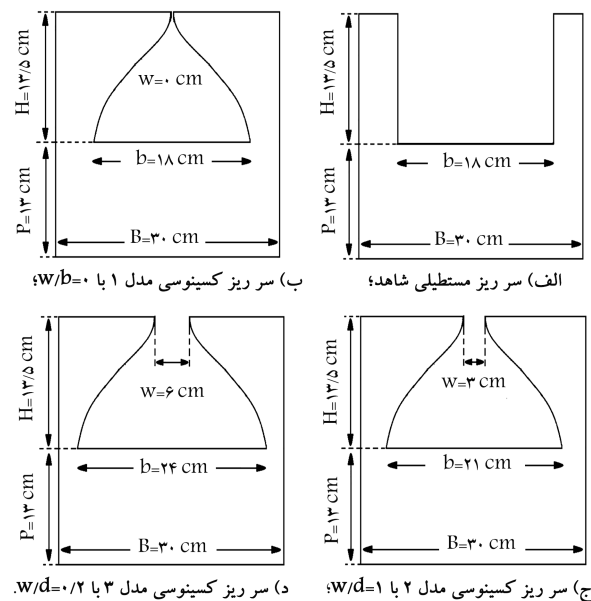 H=۱۳/۵ cm
P=۱۳ cm
b=۱۸ cm
B=۳۰ cm
الف) سر ریز مستطیلی شاهد؛
H=۱۳/۵ cm
P=۱۳ cm
w=۰ cm
b=۱۸ cm
B=۳۰ cm
ب) سر ریز کسینوسی مدل ۱ با w/b=۰؛
H=۱۳/۵ cm
P=۱۳ cm
w=۳ cm
b=۲۱ cm
B=۳۰ cm
ج) سر ریز کسینوسی مدل ۲ با w/d=۱؛
H=۱۳/۵ cm
P=۱۳ cm
w=۶ cm
b=۲۴ cm
B=۳۰ cm
د) سر ریز کسینوسی مدل ۳ با w/d=۰/۲.